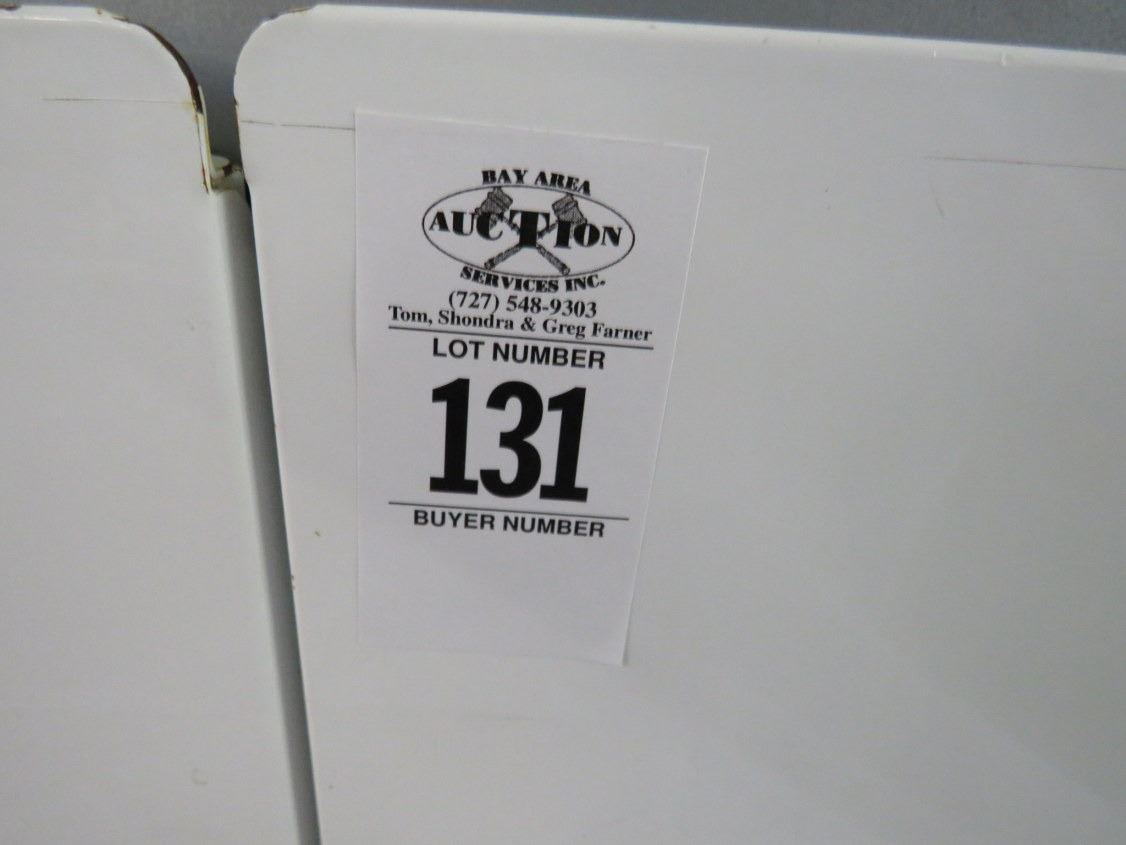 BAY AREA
AUCTION
SERVICES INC.
(727) 548-9303
Tom, Shondra & Greg Farner
LOT NUMBER
131
BUYER NUMBER